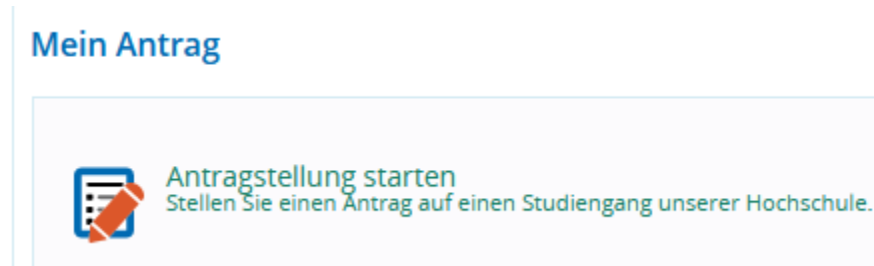 Mein Antrag
Antragstellung starten
Stellen Sie einen Antrag auf einen Studiengang unserer Hochschule.